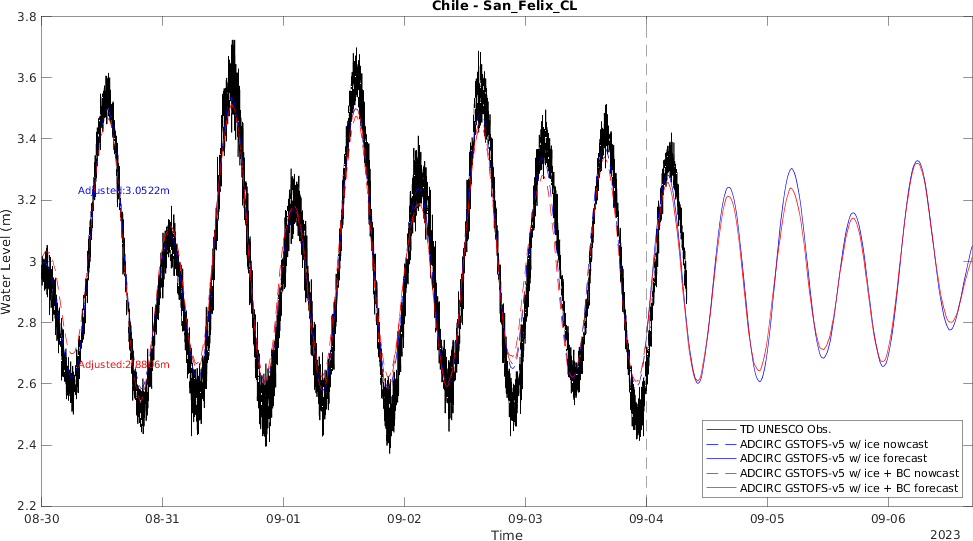 Chile - San_Felix_CL
3.8
3.6
3.4
3.2
3
2.8
2.6
2.4
2.2
Water Level (m)
Adjusted:3.0522m
08-30
08-31
09-01
09-02
09-03
09-04
09-05
09-06
Time
2023
TD UNESCO Obs.
ADCIRC GSTOFS-v5 w/ ice nowcast
ADCIRC GSTOFS-v5 w/ ice forecast
ADCIRC GSTOFS-v5 w/ ice + BC nowcast
ADCIRC GSTOFS-v5 w/ ice + BC forecast